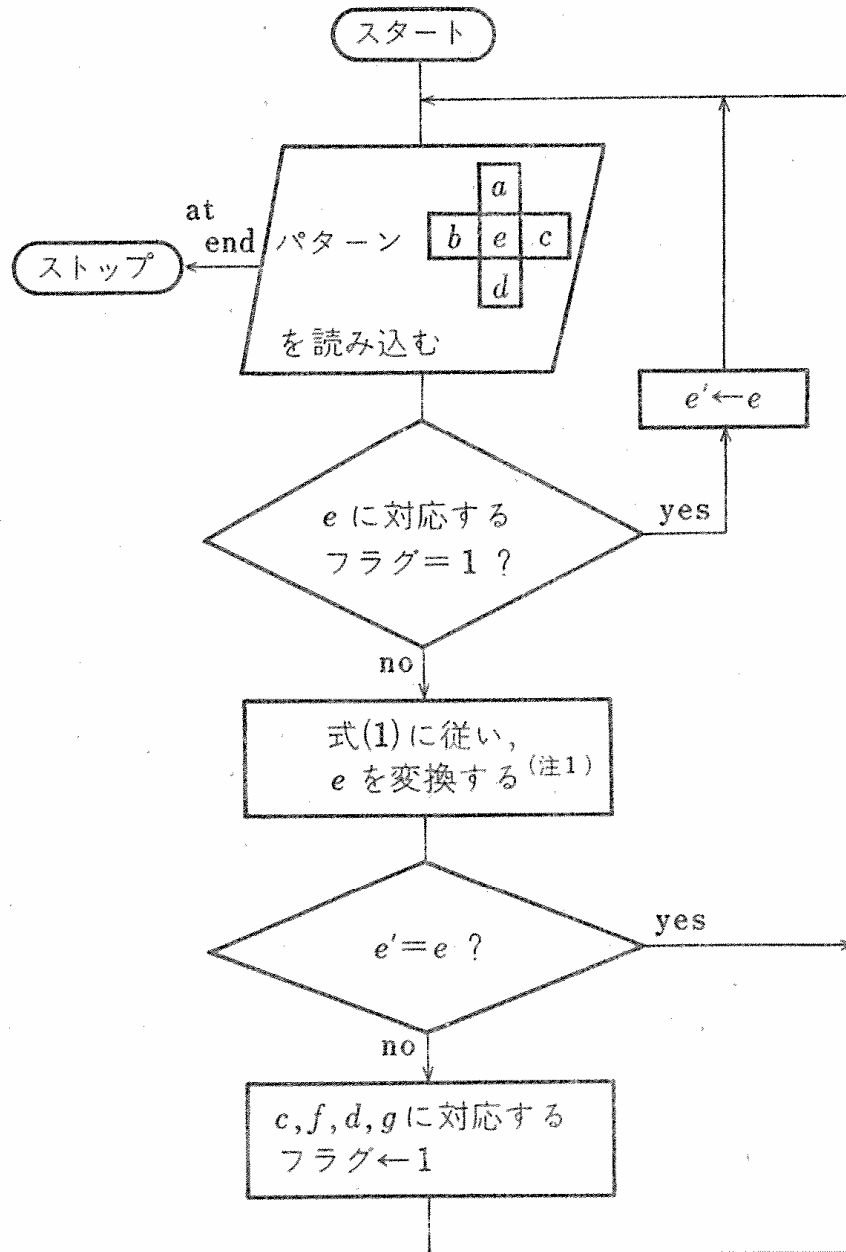 スタート
a
at
end
パターン
b e c
ストップ
d
を読み込む
e'←e
e に対応する
フラグ=1 ?
yes
no
式(1)に従い,
e を変換する(注1)
e'=e ?
yes
no
c,f,d,gに対応する
フラグ←1